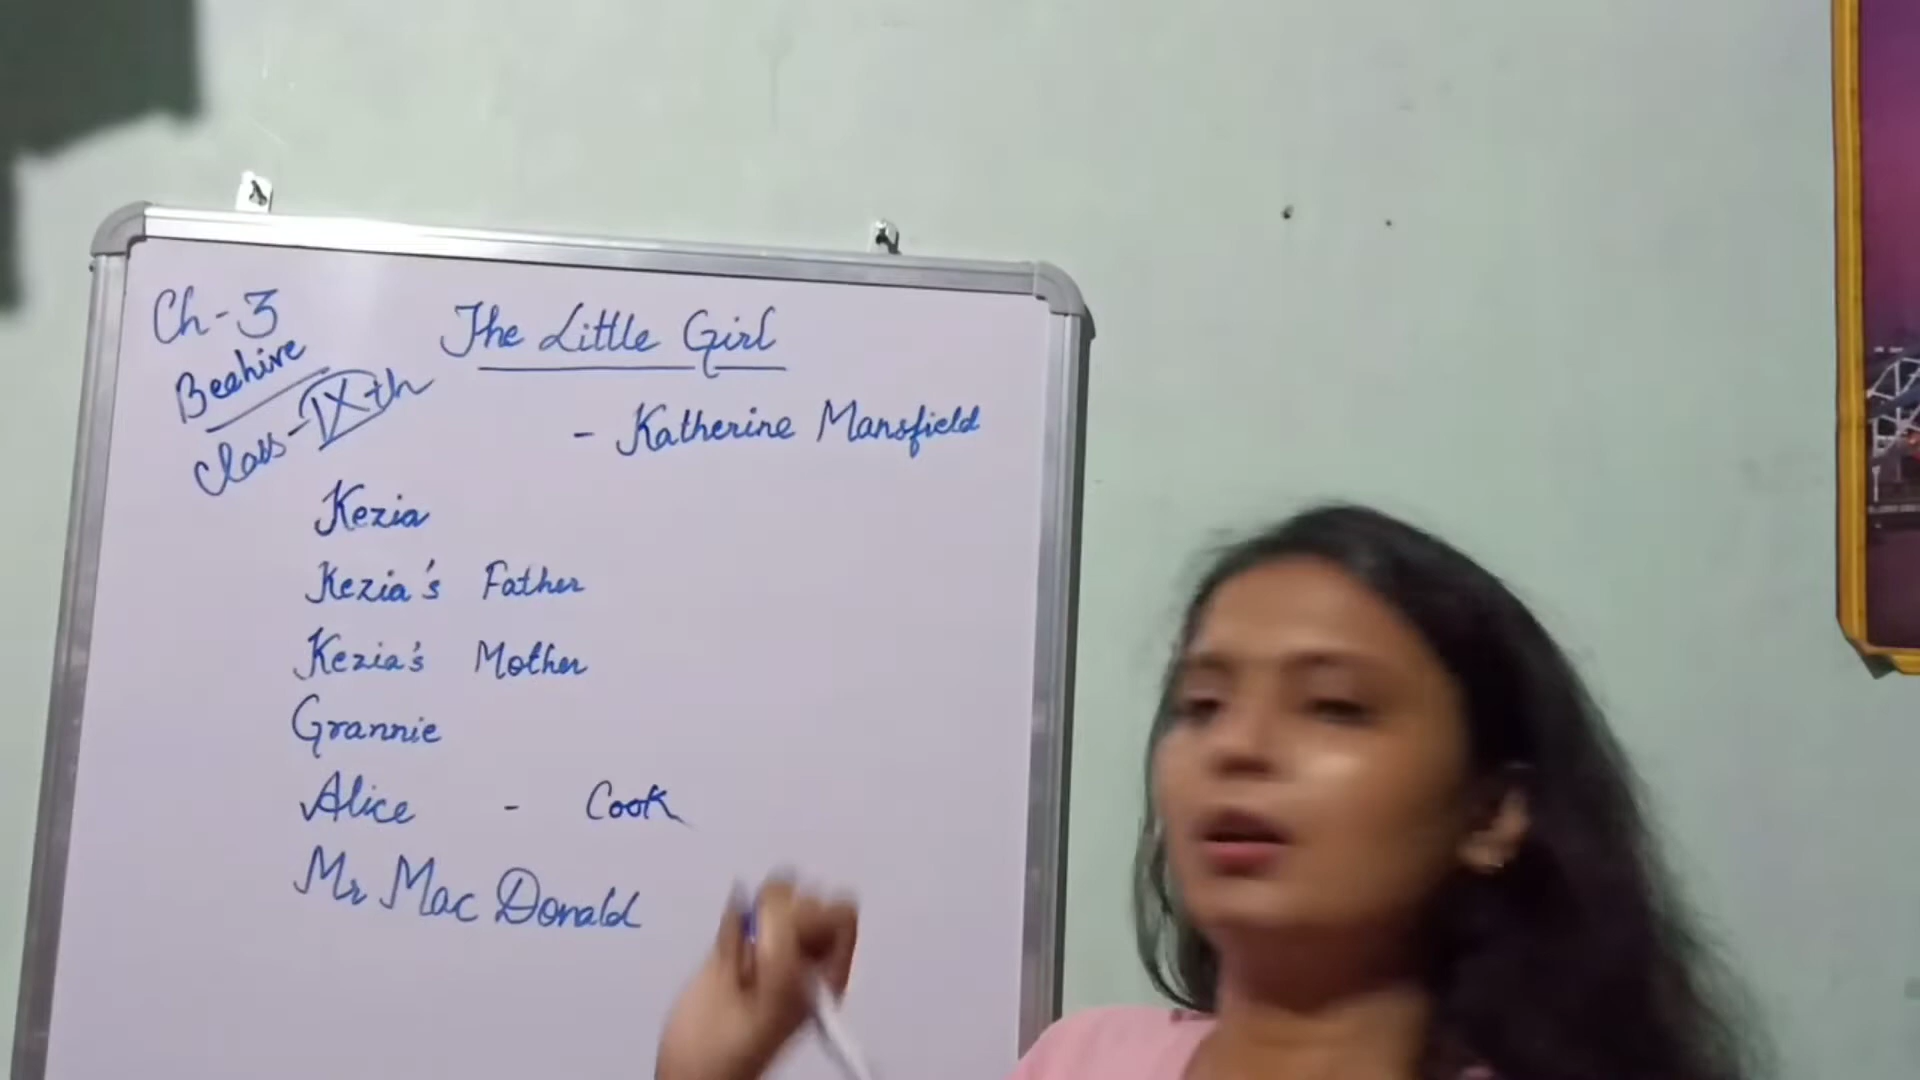 Ch-3
Beehive
Class-IXth
The Little Girl
- Katherine Mansfield
Kezia
Kezia's Father
Kezia's Mother
Grannie
Alice - Cook
Mr Mac Donald